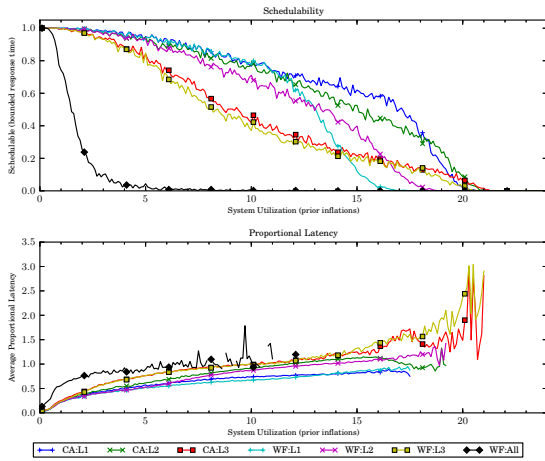 Schedulability
Schedulable (bounded response time)
1.0
0.8
0.6
0.4
0.2
0.0
0 5 10 15 20
System Utilization (prior inflations)
Proportional Latency
Average Proportional Latency
3.5
3.0
2.5
2.0
1.5
1.0
0.5
0.0
0 5 10 15 20
System Utilization (prior inflations)
CA:L1 CA:L2 CA:L3 WF:L1 WF:L2 WF:L3 WF:All